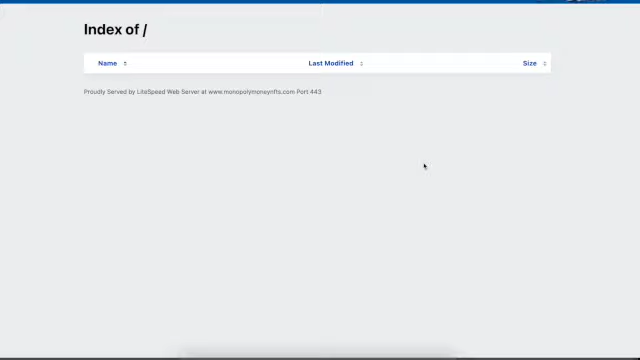 Index of /
Name Last Modified Size
Proudly Served by LiteSpeed Web Server at www.monopolymoneynfts.com Port 443